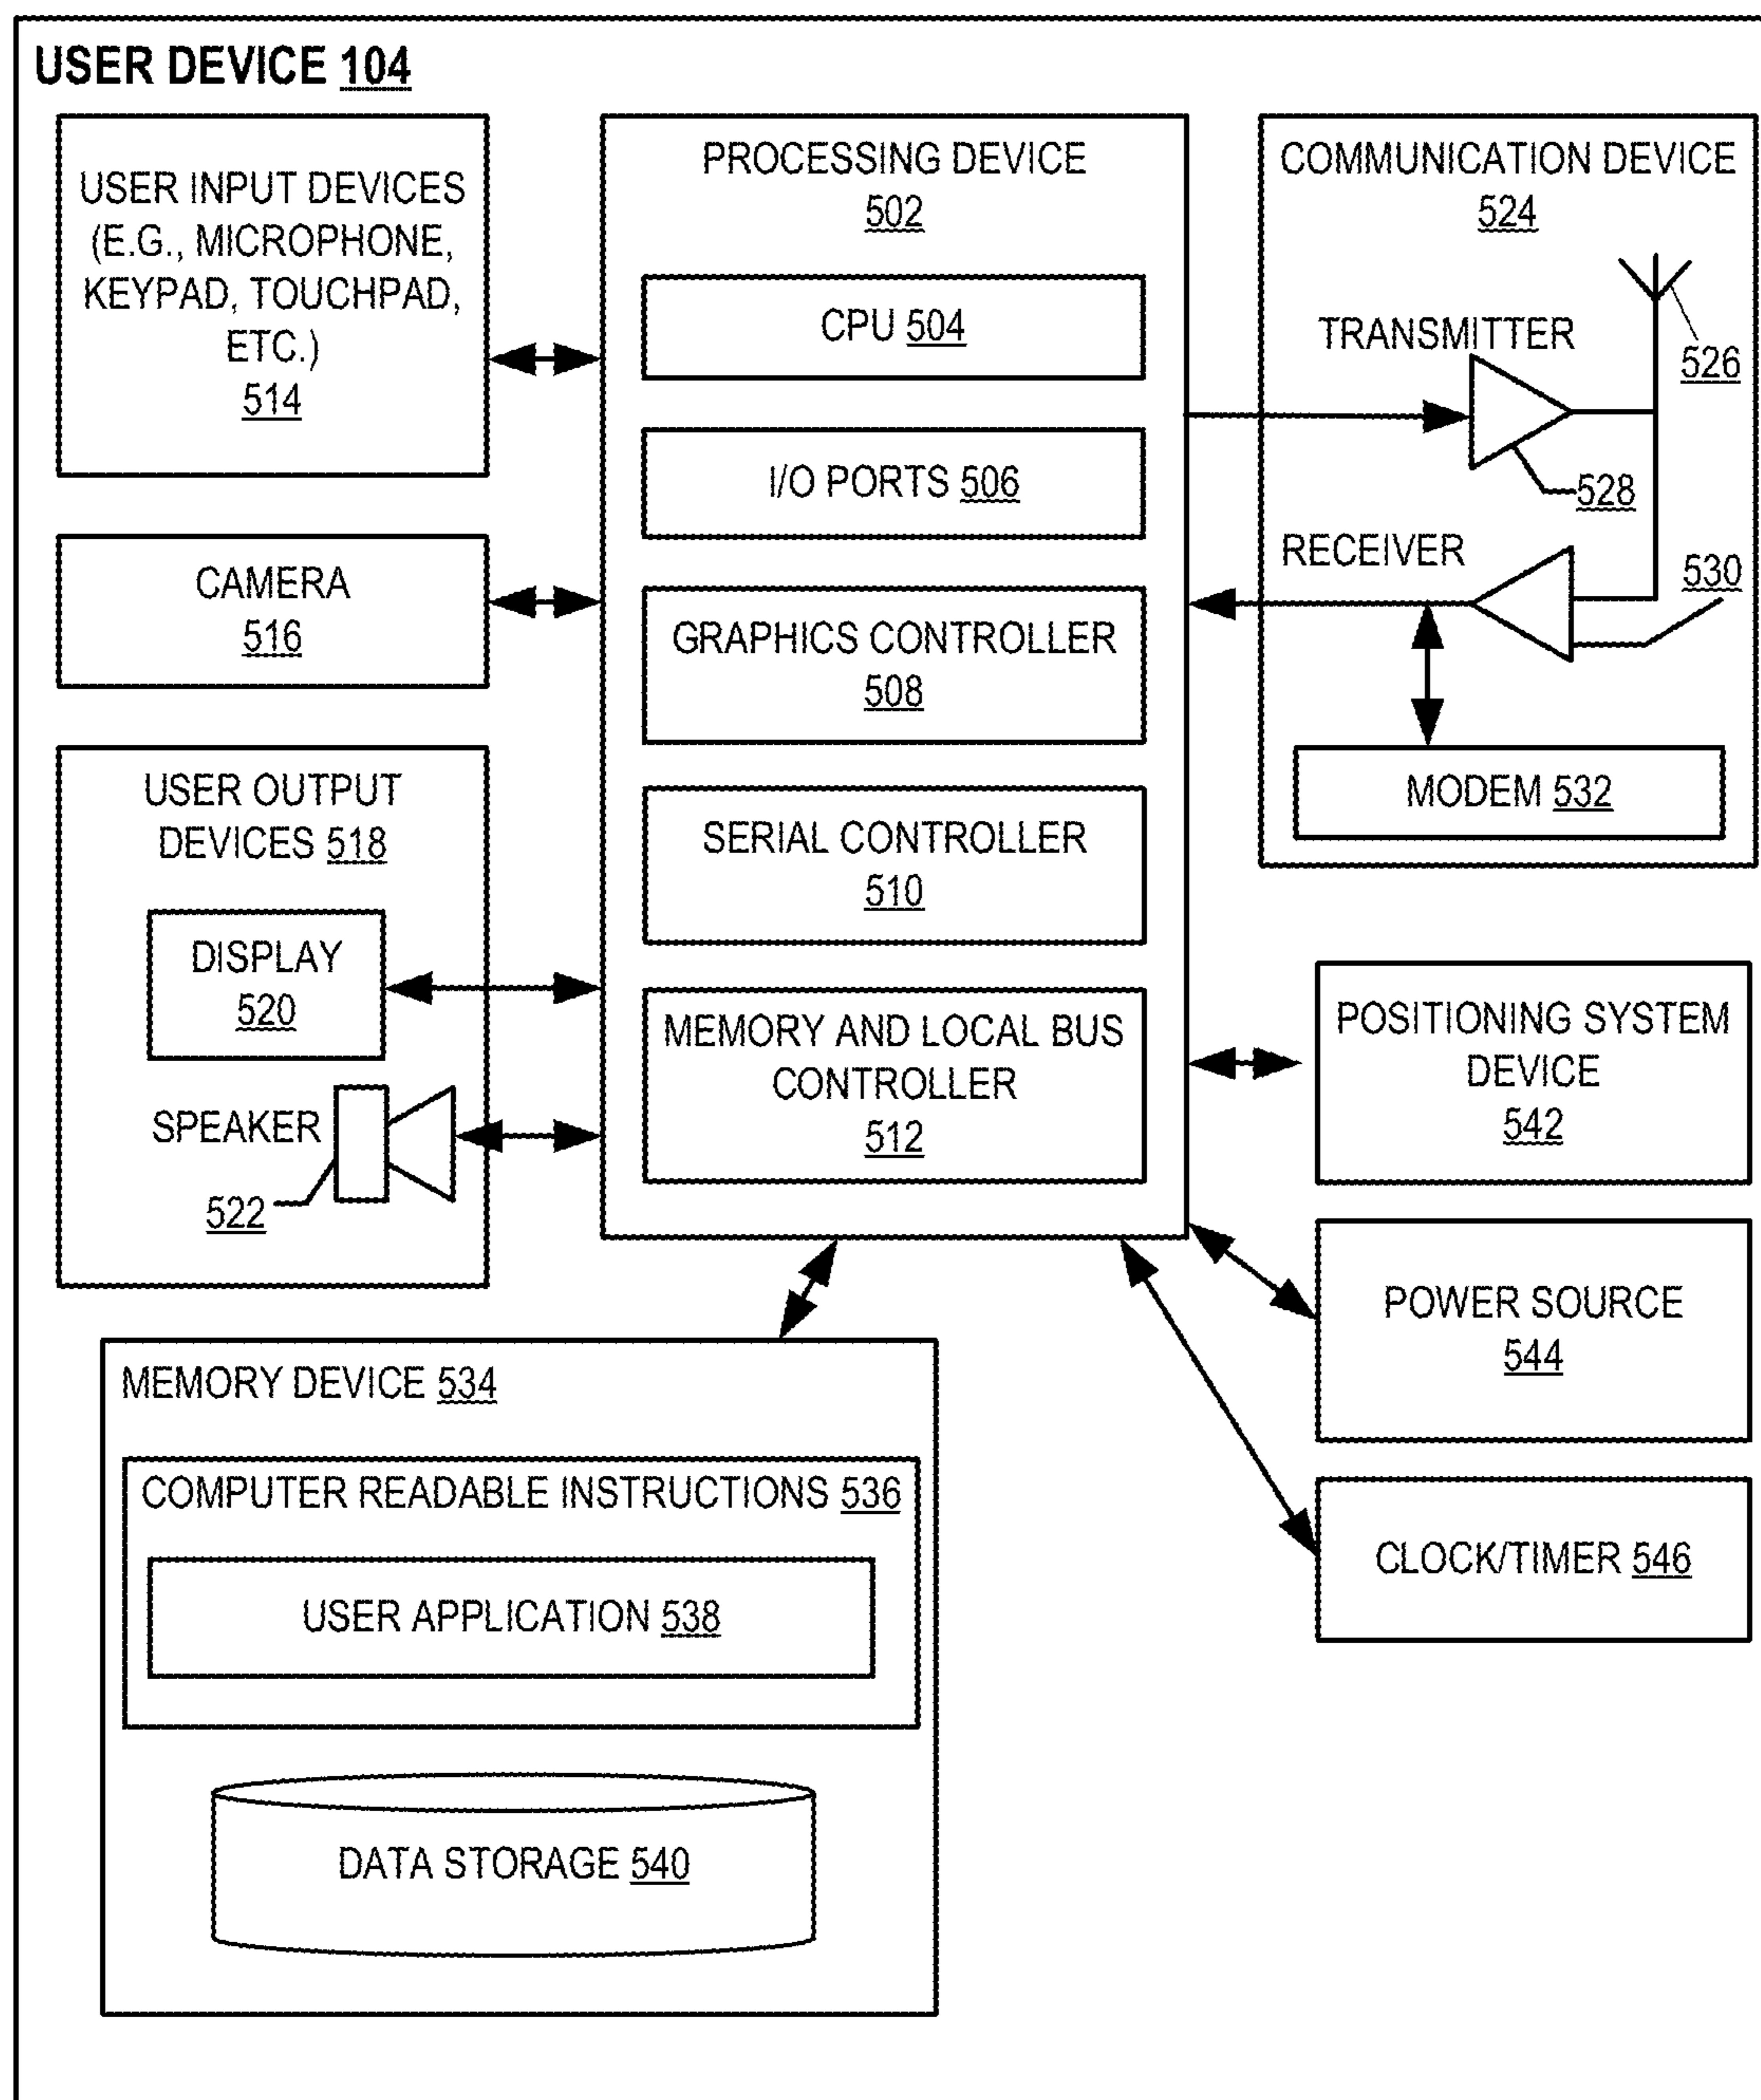 USER DEVICE 104
USER INPUT DEVICES
(E.G., MICROPHONE,
KEYPAD, TOUCHPAD,
ETC.)
514
CAMERA
516
USER OUTPUT
DEVICES 518
DISPLAY
520
SPEAKER
522
PROCESSING DEVICE
502
CPU 504
I/O PORTS 506
GRAPHICS CONTROLLER
508
SERIAL CONTROLLER
510
MEMORY AND LOCAL BUS
CONTROLLER
512
COMMUNICATION DEVICE
524
TRANSMITTER
526
528
RECEIVER
530
MODEM 532
POSITIONING SYSTEM
DEVICE
542
POWER SOURCE
544
CLOCK/TIMER 546
MEMORY DEVICE 534
COMPUTER READABLE INSTRUCTIONS 536
USER APPLICATION 538
DATA STORAGE 540